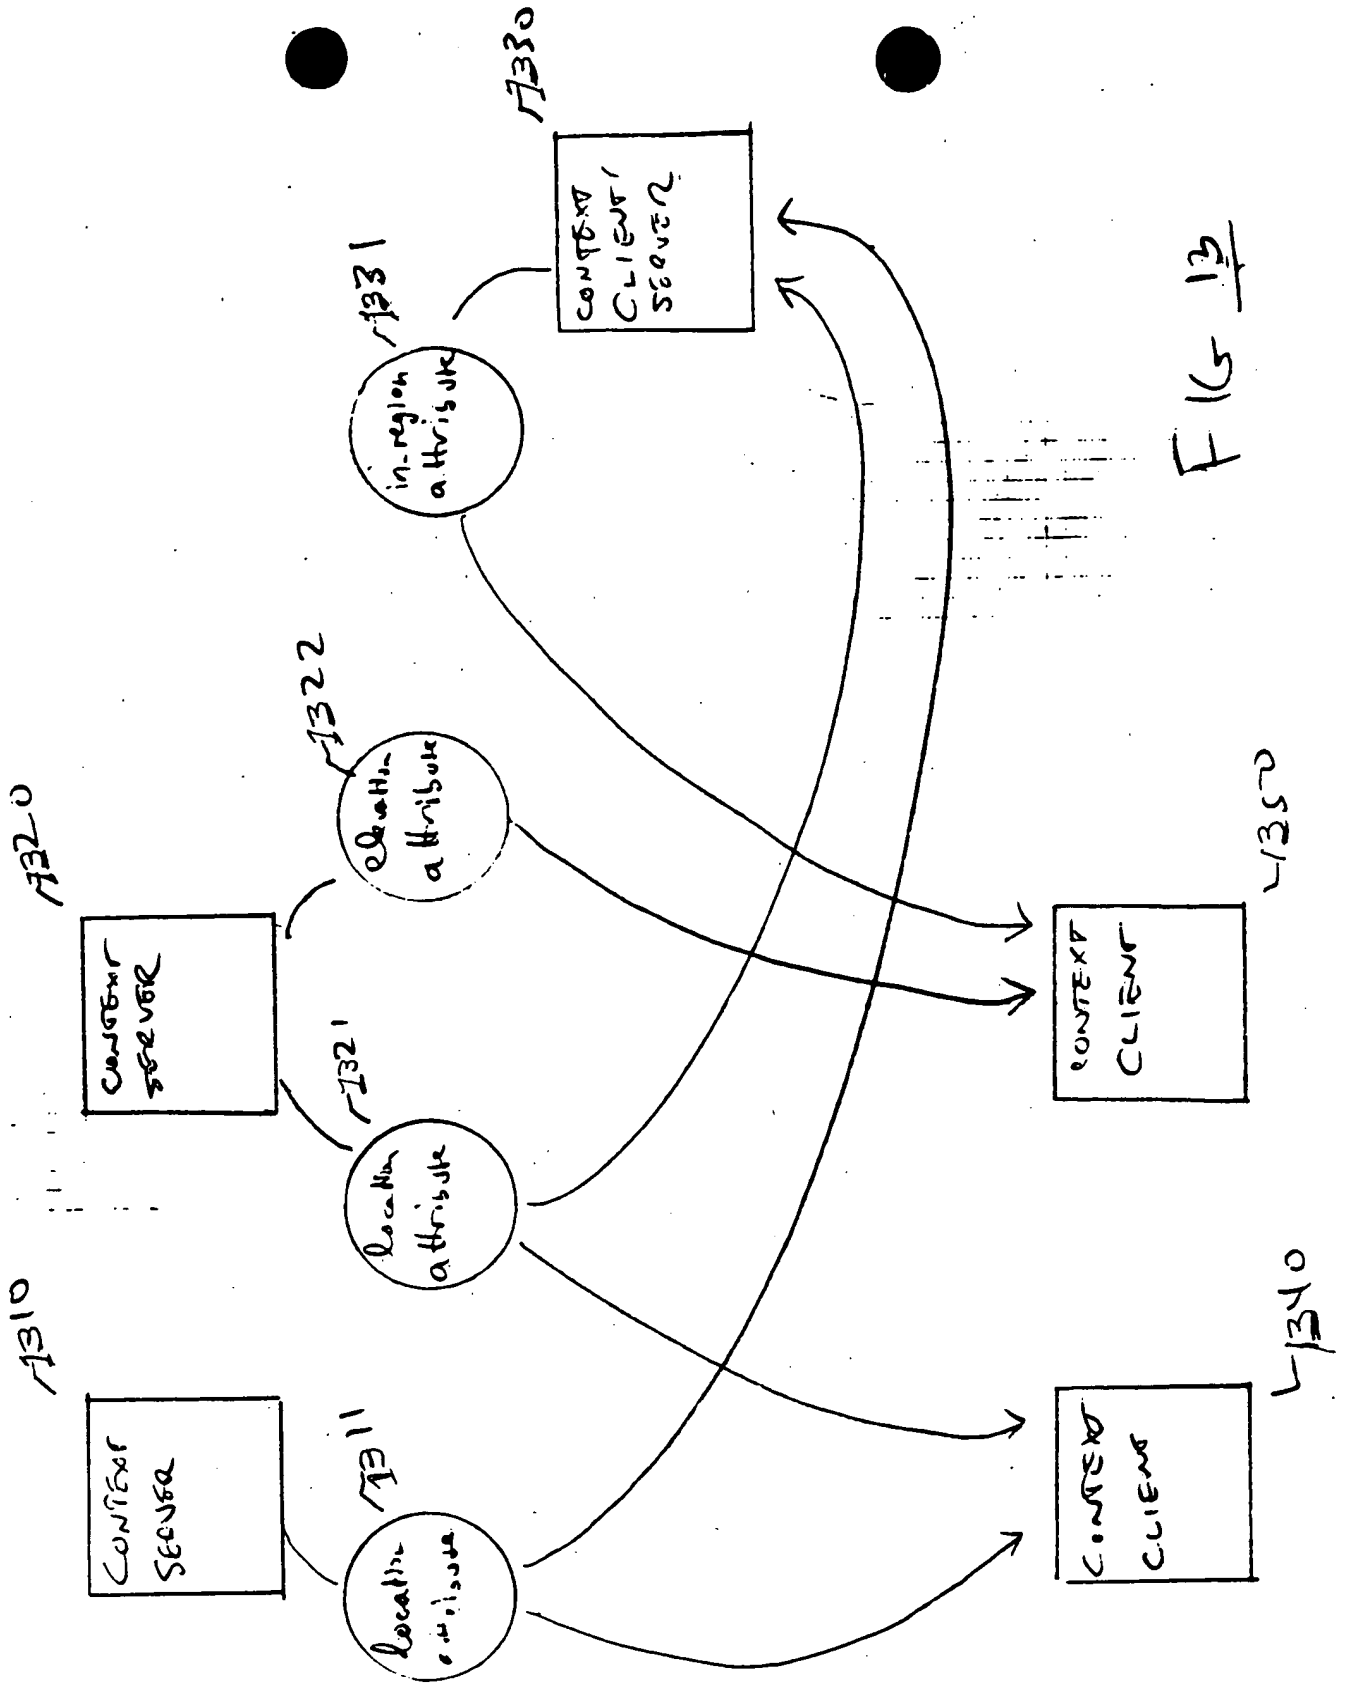 1310
CONTEXT
SERVER
1311
location
attribute
1320
CONTEXT
SERVER
1321
location
attribute
1322
elevation
attribute
1331
in-region
attribute
1330
CONTEXT
CLIENT/
SERVER
CONTEXT
CLIENT
1340
CONTEXT
CLIENT
1350
FIG 13